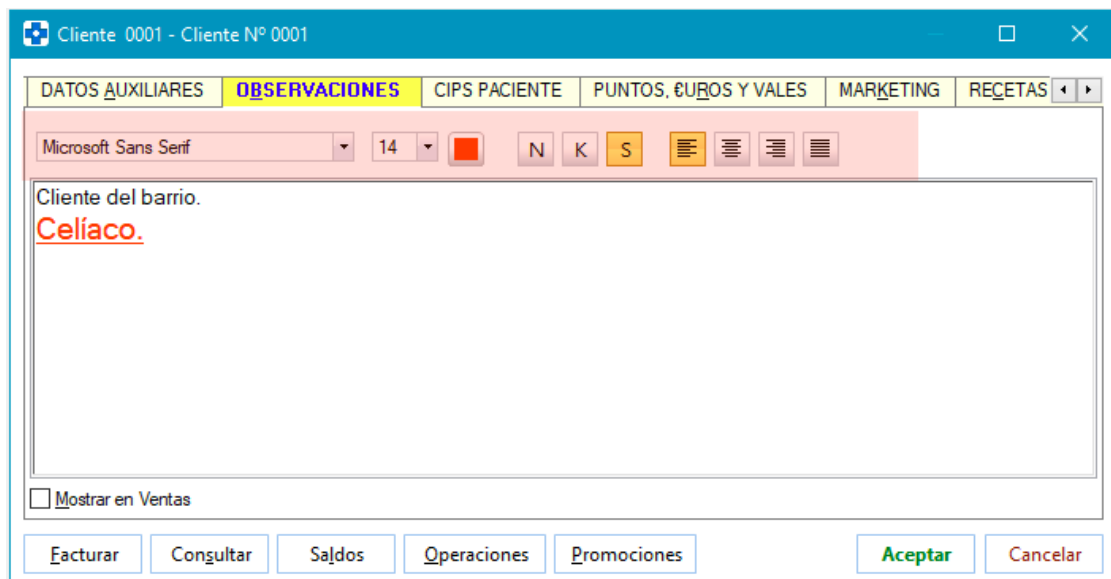 Cliente 0001 - Cliente Nº 0001
DATOS AUXILIARES OBSERVACIONES CIPS PACIENTE PUNTOS, €UROS Y VALES MARKETING RECETAS
Microsoft Sans Serif 14 N K S
Cliente del barrio.
Celíaco.
Mostrar en Ventas
Facturar Consultar Saldos Operaciones Promociones Aceptar Cancelar